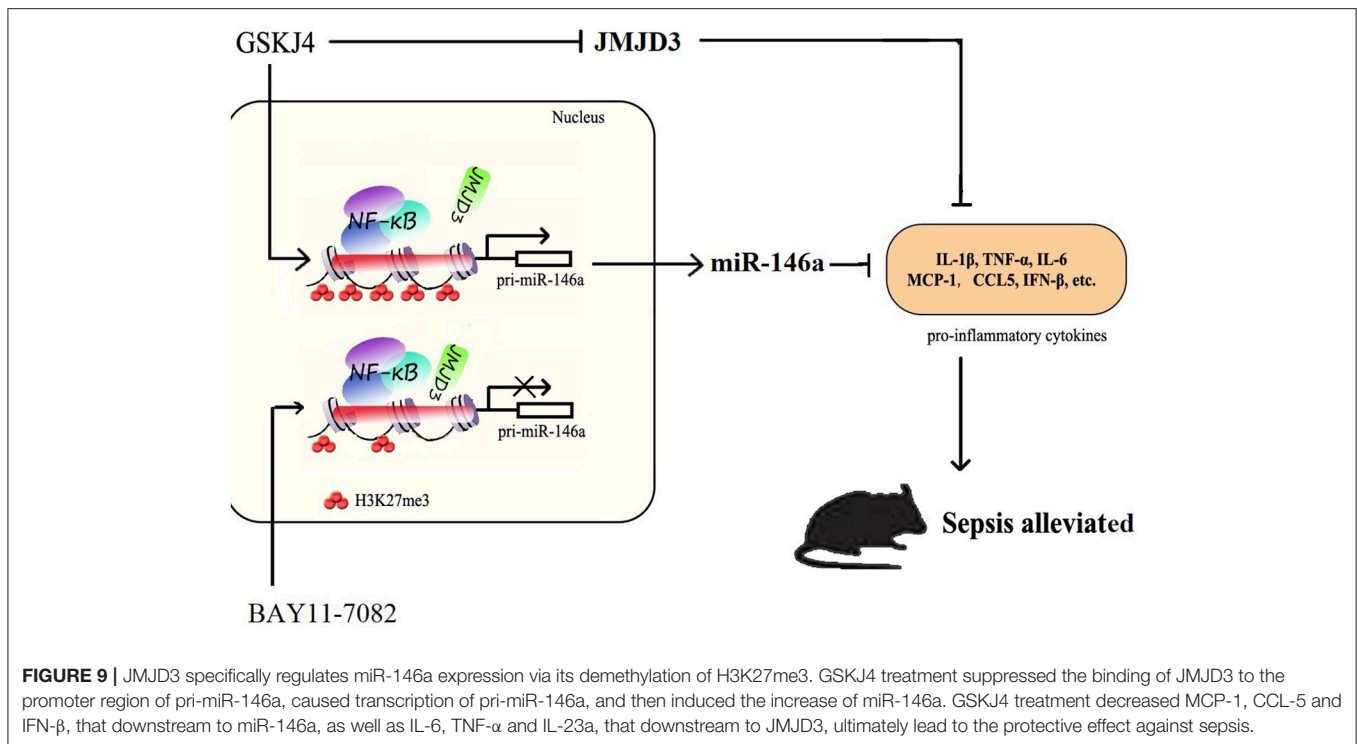 GSKJ4
JMJD3
Nucleus
JMJD3
NF-κB
pri-miR-146a
miR-146a
IL-1β, TNF-α, IL-6
MCP-1, CCL5, IFN-β, etc.
pro-inflammatory cytokines
JMJD3
NF-κB
pri-miR-146a
H3K27me3
Sepsis alleviated
BAY11-7082
FIGURE 9 | JMJD3 specifically regulates miR-146a expression via its demethylation of H3K27me3. GSKJ4 treatment suppressed the binding of JMJD3 to the
promoter region of pri-miR-146a, caused transcription of pri-miR-146a, and then induced the increase of miR-146a. GSKJ4 treatment decreased MCP-1, CCL-5 and
IFN-β, that downstream to miR-146a, as well as IL-6, TNF-α and IL-23a, that downstream to JMJD3, ultimately lead to the protective effect against sepsis.